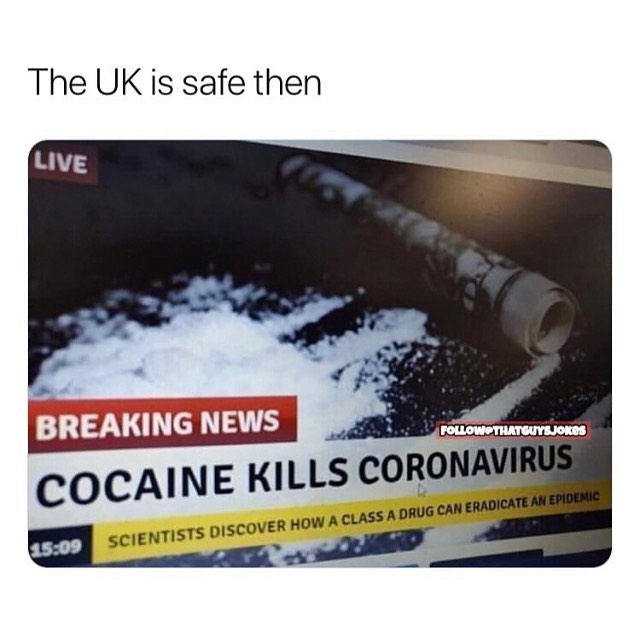 The UK is safe then
LIVE
BREAKING NEWS
FOLLOW@THATGUYSJOKES
COCAINE KILLS CORONAVIRUS
15:09 SCIENTISTS DISCOVER HOW A CLASS A DRUG CAN ERADICATE AN EPIDEMIC